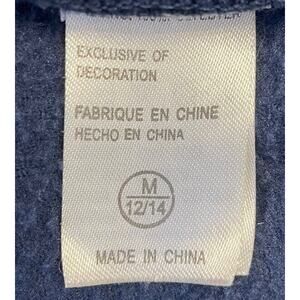 EXCLUSIVE OF
DECORATION
FABRIQUE EN CHINE
HECHO EN CHINA
M
12/14
MADE IN CHINA